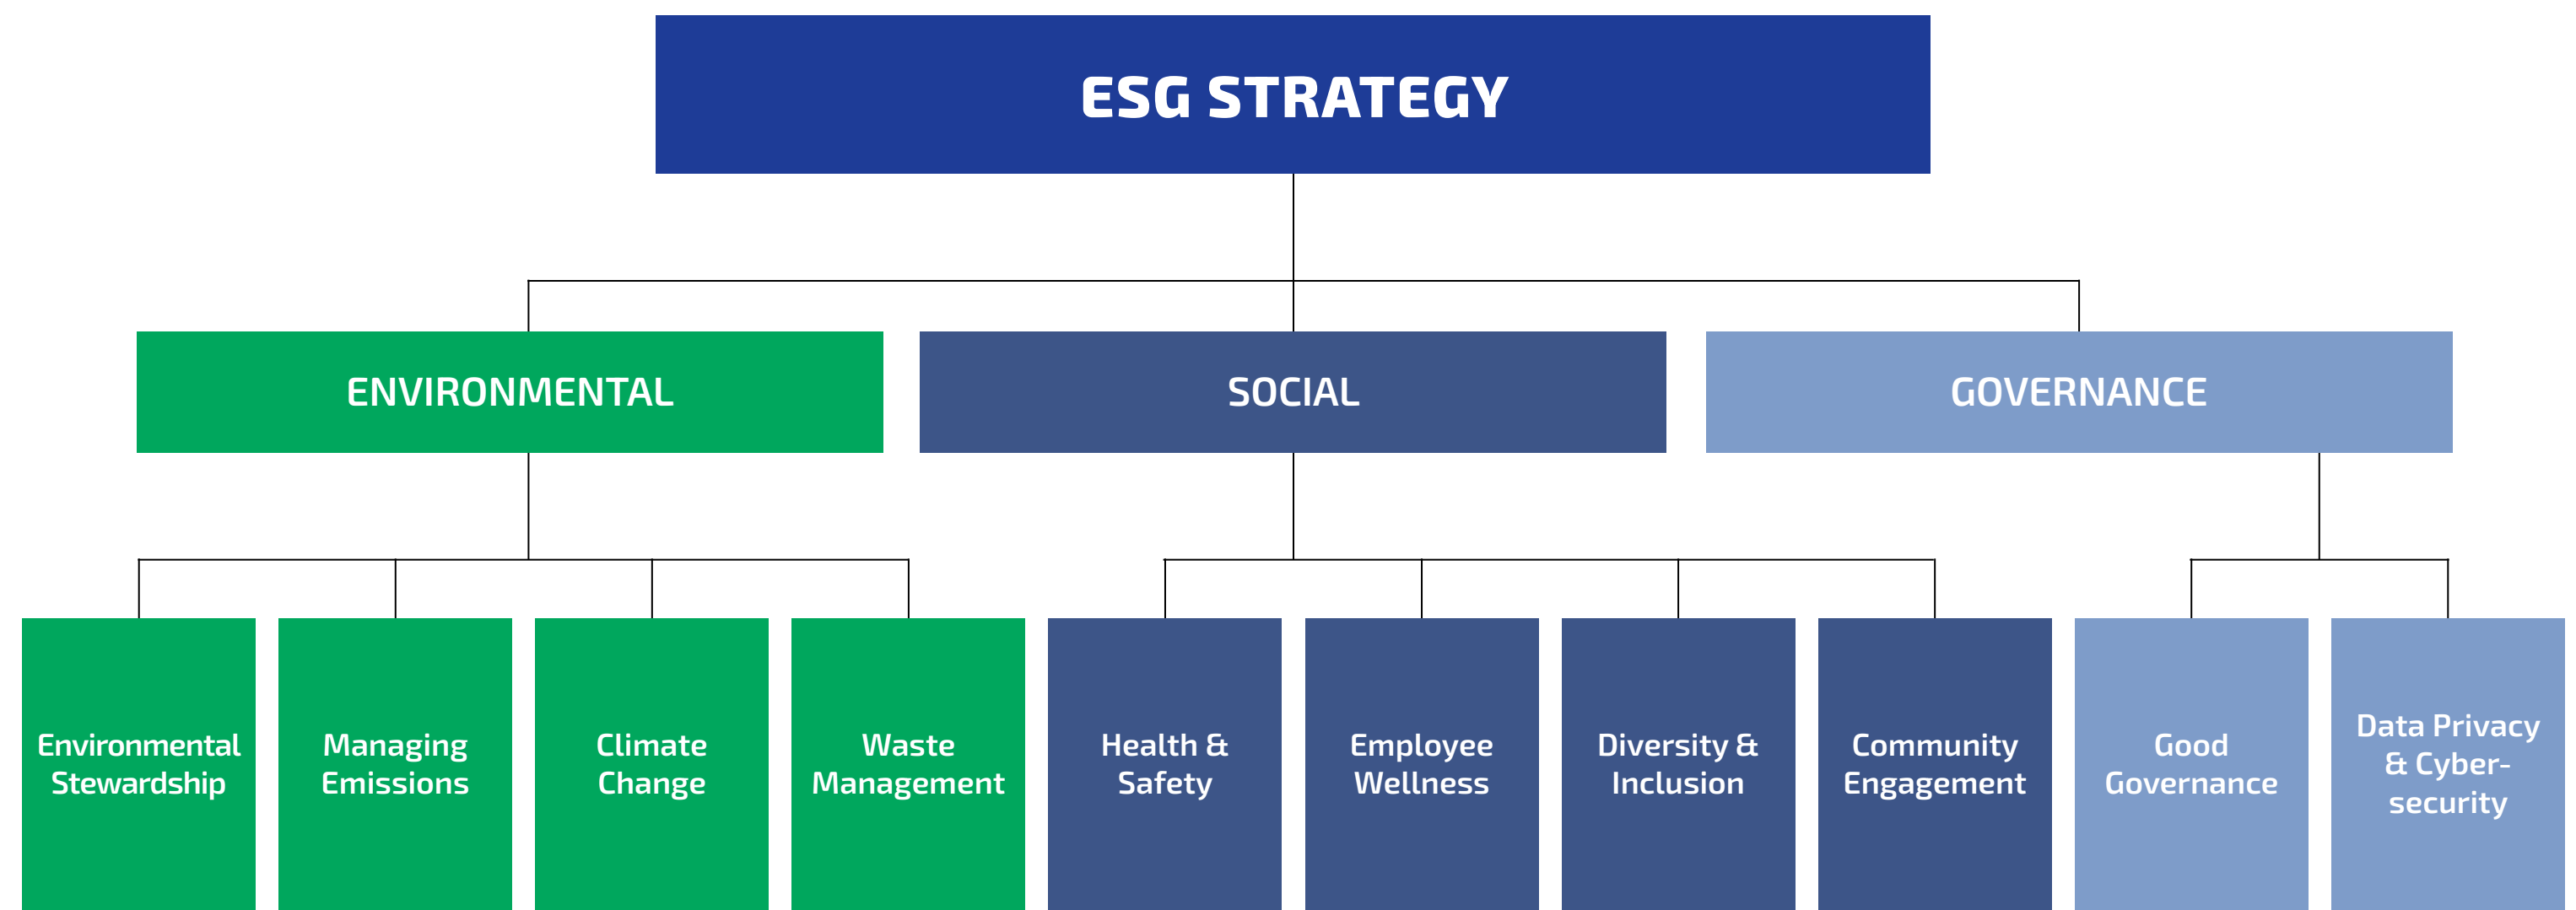 ESG STRATEGY
ENVIRONMENTAL
SOCIAL
GOVERNANCE
Environmental
Stewardship
Managing
Emissions
Climate
Change
Waste
Management
Health &
Safety
Employee
Wellness
Diversity &
Inclusion
Community
Engagement
Good
Governance
Data Privacy
& Cyber-
security